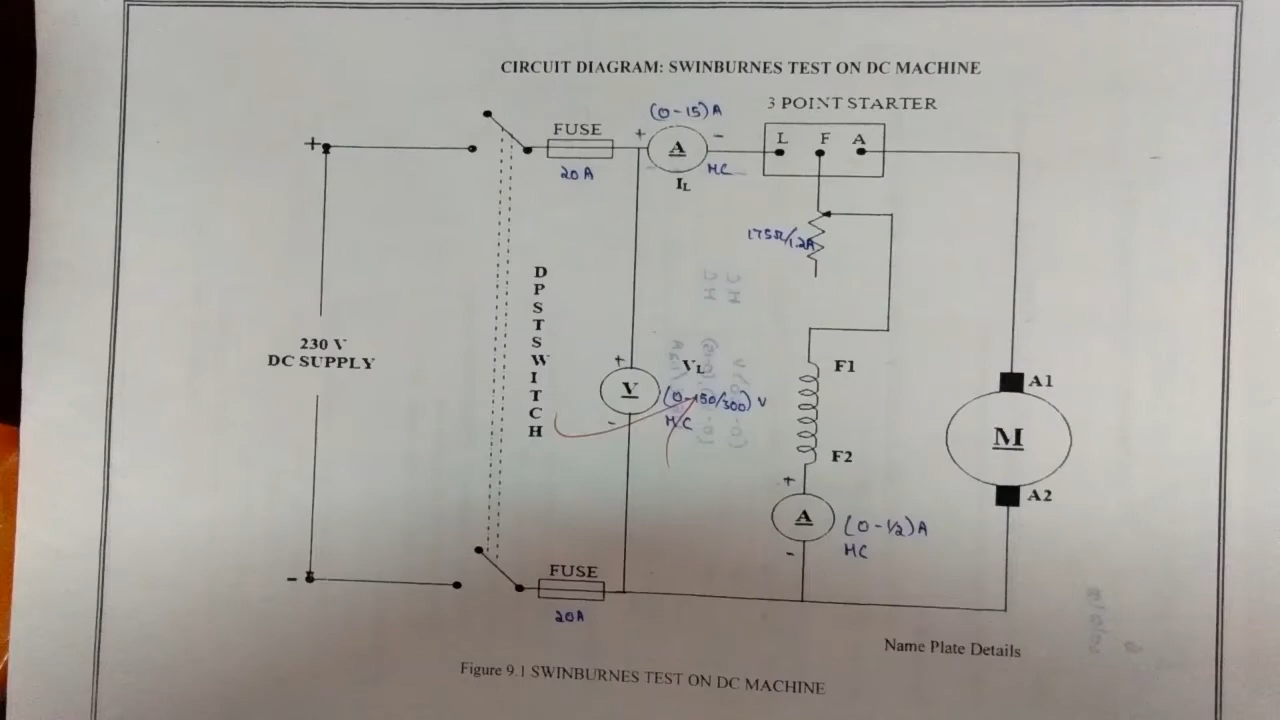 CIRCUIT DIAGRAM: SWINBURNES TEST ON DC MACHINE
(0-15)A
3 POINT STARTER
FUSE
+
A
-
L F A
+
20A
MC
IL
175Ω/1.2A
DPSTSWITCH
230 V
DC SUPPLY
+
VL
V
(0-150/300) V
-
MC
F1
A1
M
F2
A2
+
A
(0-1/2)A
-
MC
FUSE
-
20A
Name Plate Details
Figure 9.1 SWINBURNES TEST ON DC MACHINE